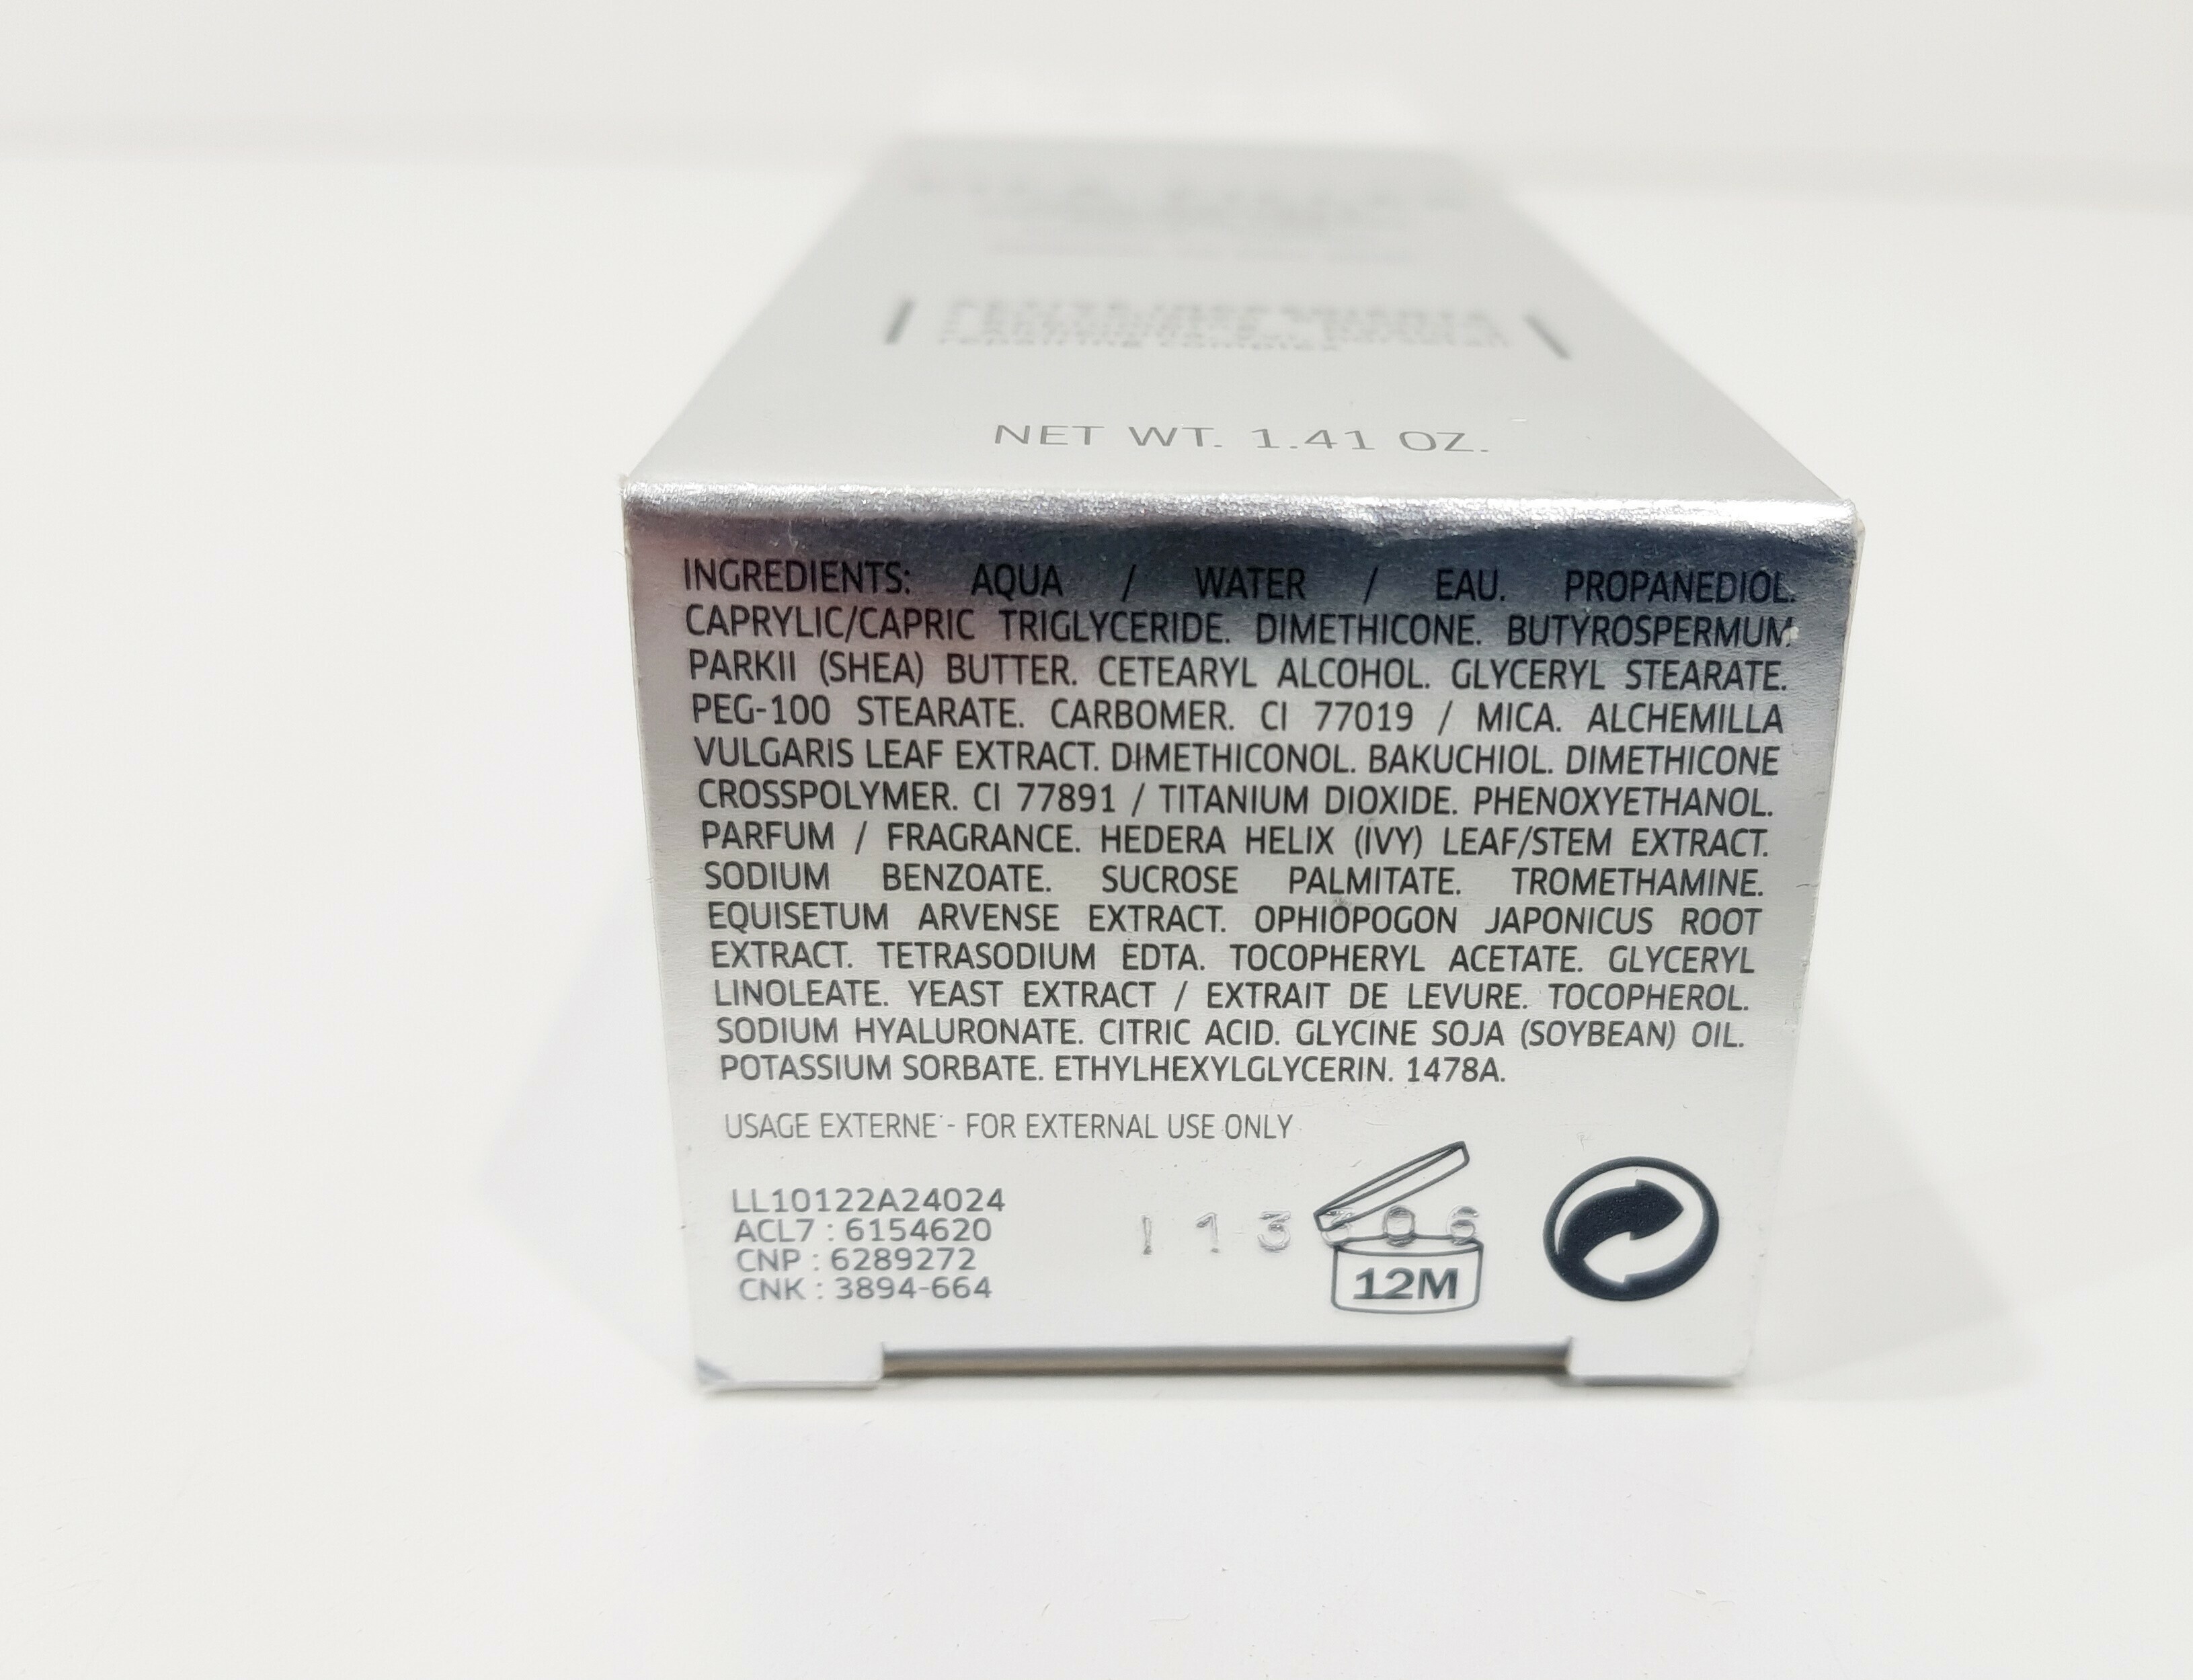 NET WT. 1.41 OZ.
INGREDIENTS: AQUA / WATER / EAU. PROPANEDIOL.
CAPRYLIC/CAPRIC TRIGLYCERIDE. DIMETHICONE. BUTYROSPERMUM
PARKII (SHEA) BUTTER. CETEARYL ALCOHOL. GLYCERYL STEARATE.
PEG-100 STEARATE. CARBOMER. CI 77019 / MICA. ALCHEMILLA
VULGARIS LEAF EXTRACT. DIMETHICONOL. BAKUCHIOL. DIMETHICONE
CROSSPOLYMER. CI 77891 / TITANIUM DIOXIDE. PHENOXYETHANOL.
PARFUM / FRAGRANCE. HEDERA HELIX (IVY) LEAF/STEM EXTRACT.
SODIUM BENZOATE. SUCROSE PALMITATE. TROMETHAMINE.
EQUISETUM ARVENSE EXTRACT. OPHIOPOGON JAPONICUS ROOT
EXTRACT. TETRASODIUM EDTA. TOCOPHERYL ACETATE. GLYCERYL
LINOLEATE. YEAST EXTRACT / EXTRAIT DE LEVURE. TOCOPHEROL.
SODIUM HYALURONATE. CITRIC ACID. GLYCINE SOJA (SOYBEAN) OIL.
POTASSIUM SORBATE. ETHYLHEXYLGLYCERIN. 1478A.
USAGE EXTERNE - FOR EXTERNAL USE ONLY
LL10122A24024
ACL7 : 6154620
CNP : 6289272
CNK : 3894-664
12M